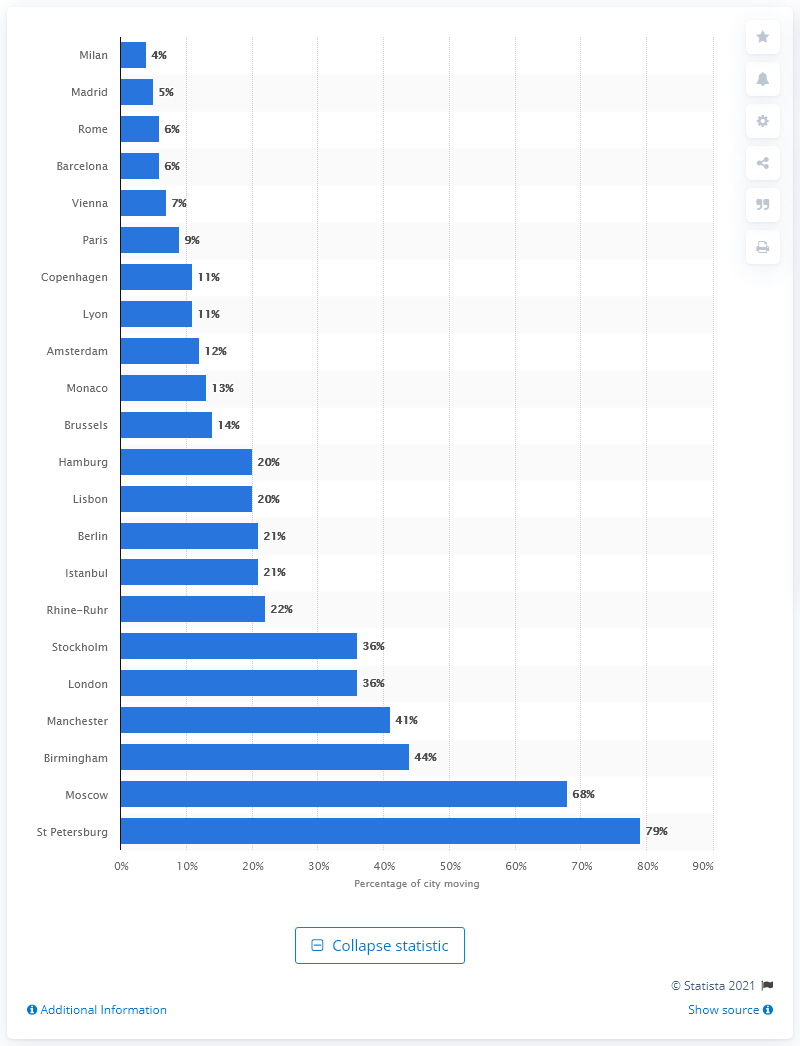 Milan 4%
Madrid 5%
Rome 6%
Barcelona 6%
Vienna 7%
Paris 9%
Copenhagen 11%
Lyon 11%
Amsterdam 12%
Monaco 13%
Brussels 14%
Hamburg 20%
Lisbon 20%
Berlin 21%
Istanbul 21%
Rhine-Ruhr 22%
Stockholm 36%
London 36%
Manchester 41%
Birmingham 44%
Moscow 68%
St Petersburg 79%
0% 10% 20% 30% 40% 50% 60% 70% 80% 90%
Percentage of city moving
Collapse statistic
© Statista 2021
Additional Information Show source